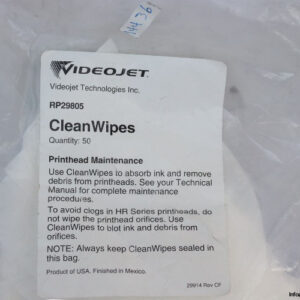 VIDEOJET.
Videojet Technologies Inc.
RP29805
CleanWipes
Quantity: 50
Printhead Maintenance
Use CleanWipes to absorb ink and remove
debris from printheads. See your Technical
Manual for complete maintenance
procedures.
To avoid clogs in HR Series printheads, do
not wipe the printhead orifices. Use
CleanWipes to blot ink and debris from
orifices.
NOTE: Always keep CleanWipes sealed in
this bag.
Product of USA, Finished in Mexico.
29914 Rev CF